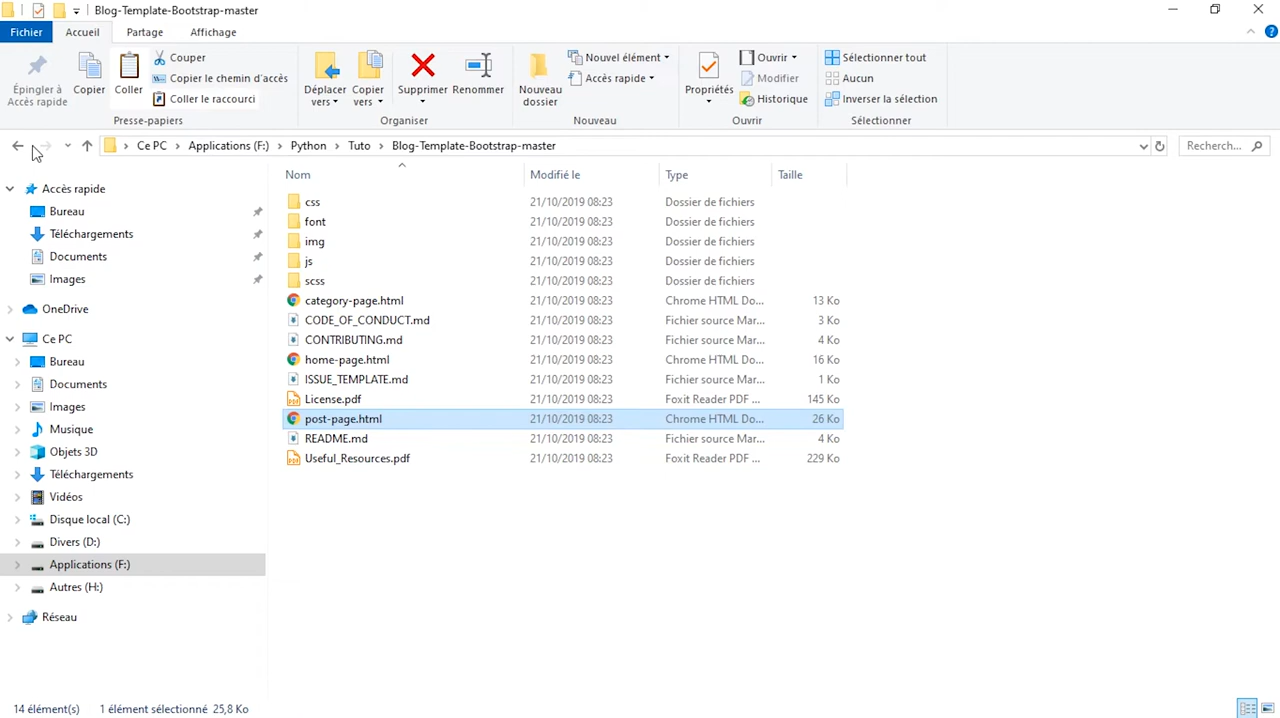 Blog-Template-Bootstrap-master
Fichier Accueil Partage Affichage
Épingler à Accès rapide
Copier
Coller
Couper
Copier le chemin d'accès
Coller le raccourci
Presse-papiers
Déplacer vers
Copier vers
Supprimer
Renommer
Organiser
Nouveau dossier
Nouvel élément
Accès rapide
Nouveau
Propriétés
Ouvrir
Modifier
Historique
Ouvrir
Sélectionner tout
Aucun
Inverser la sélection
Sélectionner
Ce PC Applications (F:) Python Tuto Blog-Template-Bootstrap-master
Recherch...
Accès rapide
Bureau
Téléchargements
Documents
Images
OneDrive
Ce PC
Bureau
Documents
Images
Musique
Objets 3D
Téléchargements
Vidéos
Disque local (C:)
Divers (D:)
Applications (F:)
Autres (H:)
Réseau
Nom Modifié le Type Taille
css 21/10/2019 08:23 Dossier de fichiers
font 21/10/2019 08:23 Dossier de fichiers
img 21/10/2019 08:23 Dossier de fichiers
js 21/10/2019 08:23 Dossier de fichiers
scss 21/10/2019 08:23 Dossier de fichiers
category-page.html 21/10/2019 08:23 Chrome HTML Do... 13 Ko
CODE_OF_CONDUCT.md 21/10/2019 08:23 Fichier source Mar... 3 Ko
CONTRIBUTING.md 21/10/2019 08:23 Fichier source Mar... 4 Ko
home-page.html 21/10/2019 08:23 Chrome HTML Do... 16 Ko
ISSUE_TEMPLATE.md 21/10/2019 08:23 Fichier source Mar... 1 Ko
License.pdf 21/10/2019 08:23 Foxit Reader PDF ... 145 Ko
post-page.html 21/10/2019 08:23 Chrome HTML Do... 26 Ko
README.md 21/10/2019 08:23 Fichier source Mar... 4 Ko
Useful_Resources.pdf 21/10/2019 08:23 Foxit Reader PDF ... 229 Ko
14 élément(s) 1 élément sélectionné 25,8 Ko